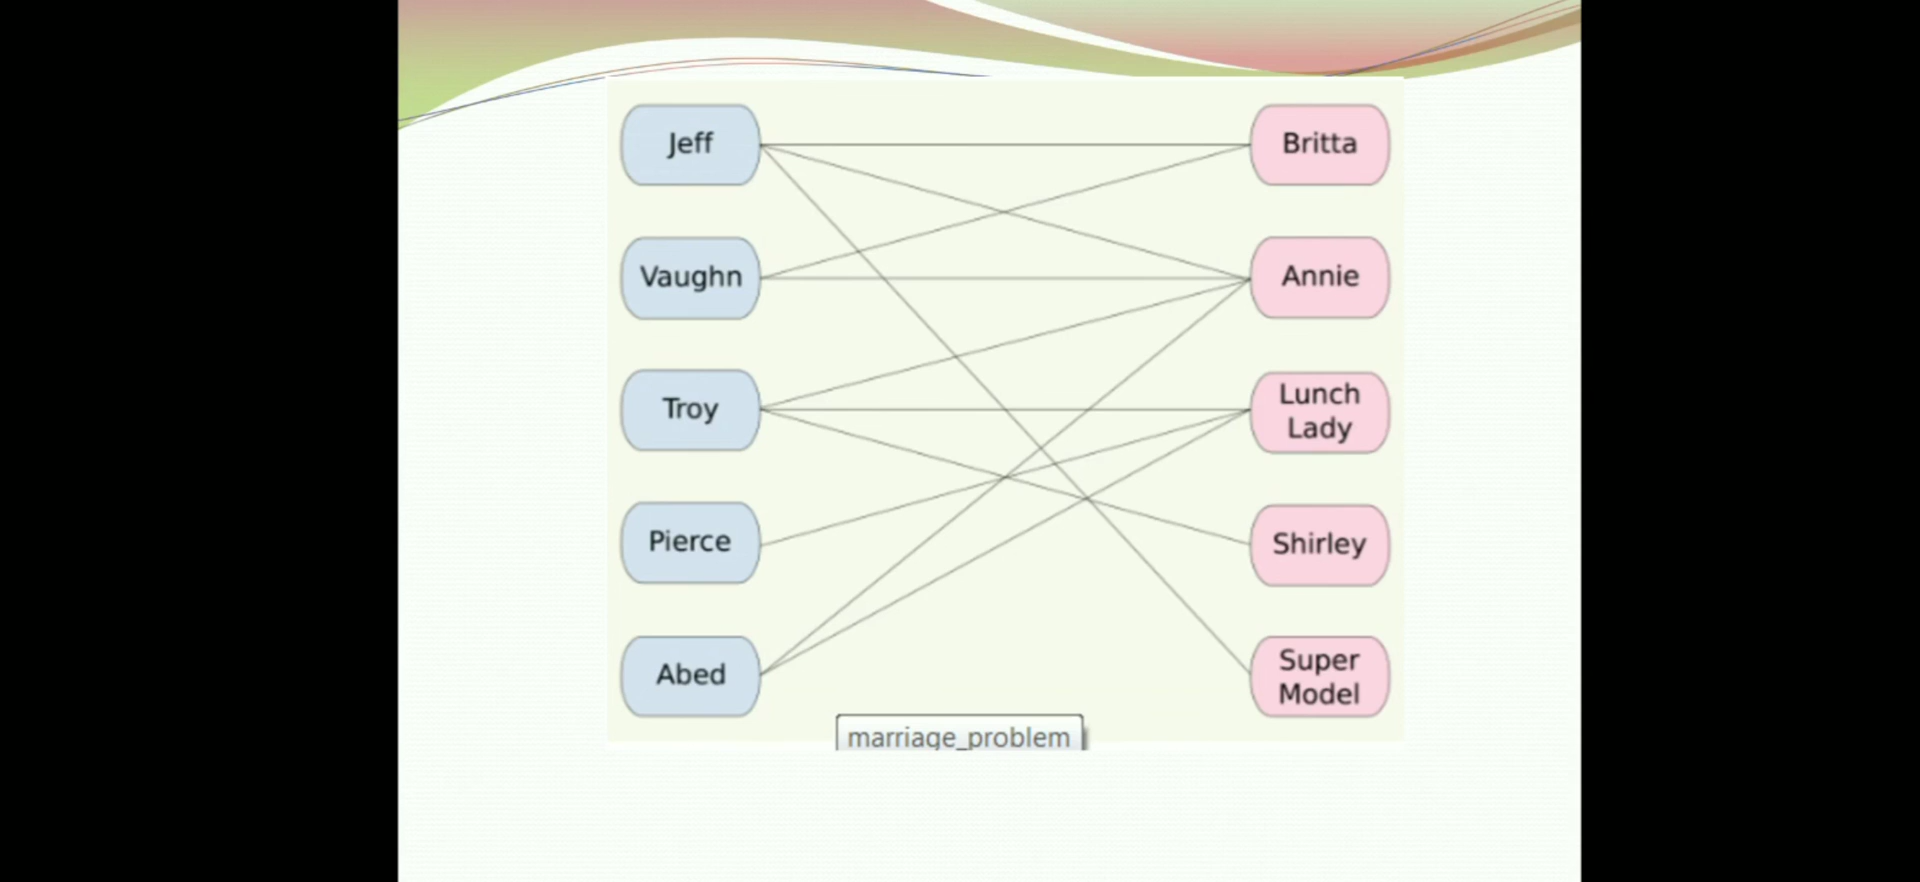 Jeff
Britta
Vaughn
Annie
Troy
Lunch
Lady
Pierce
Shirley
Abed
Super
Model
marriage_problem